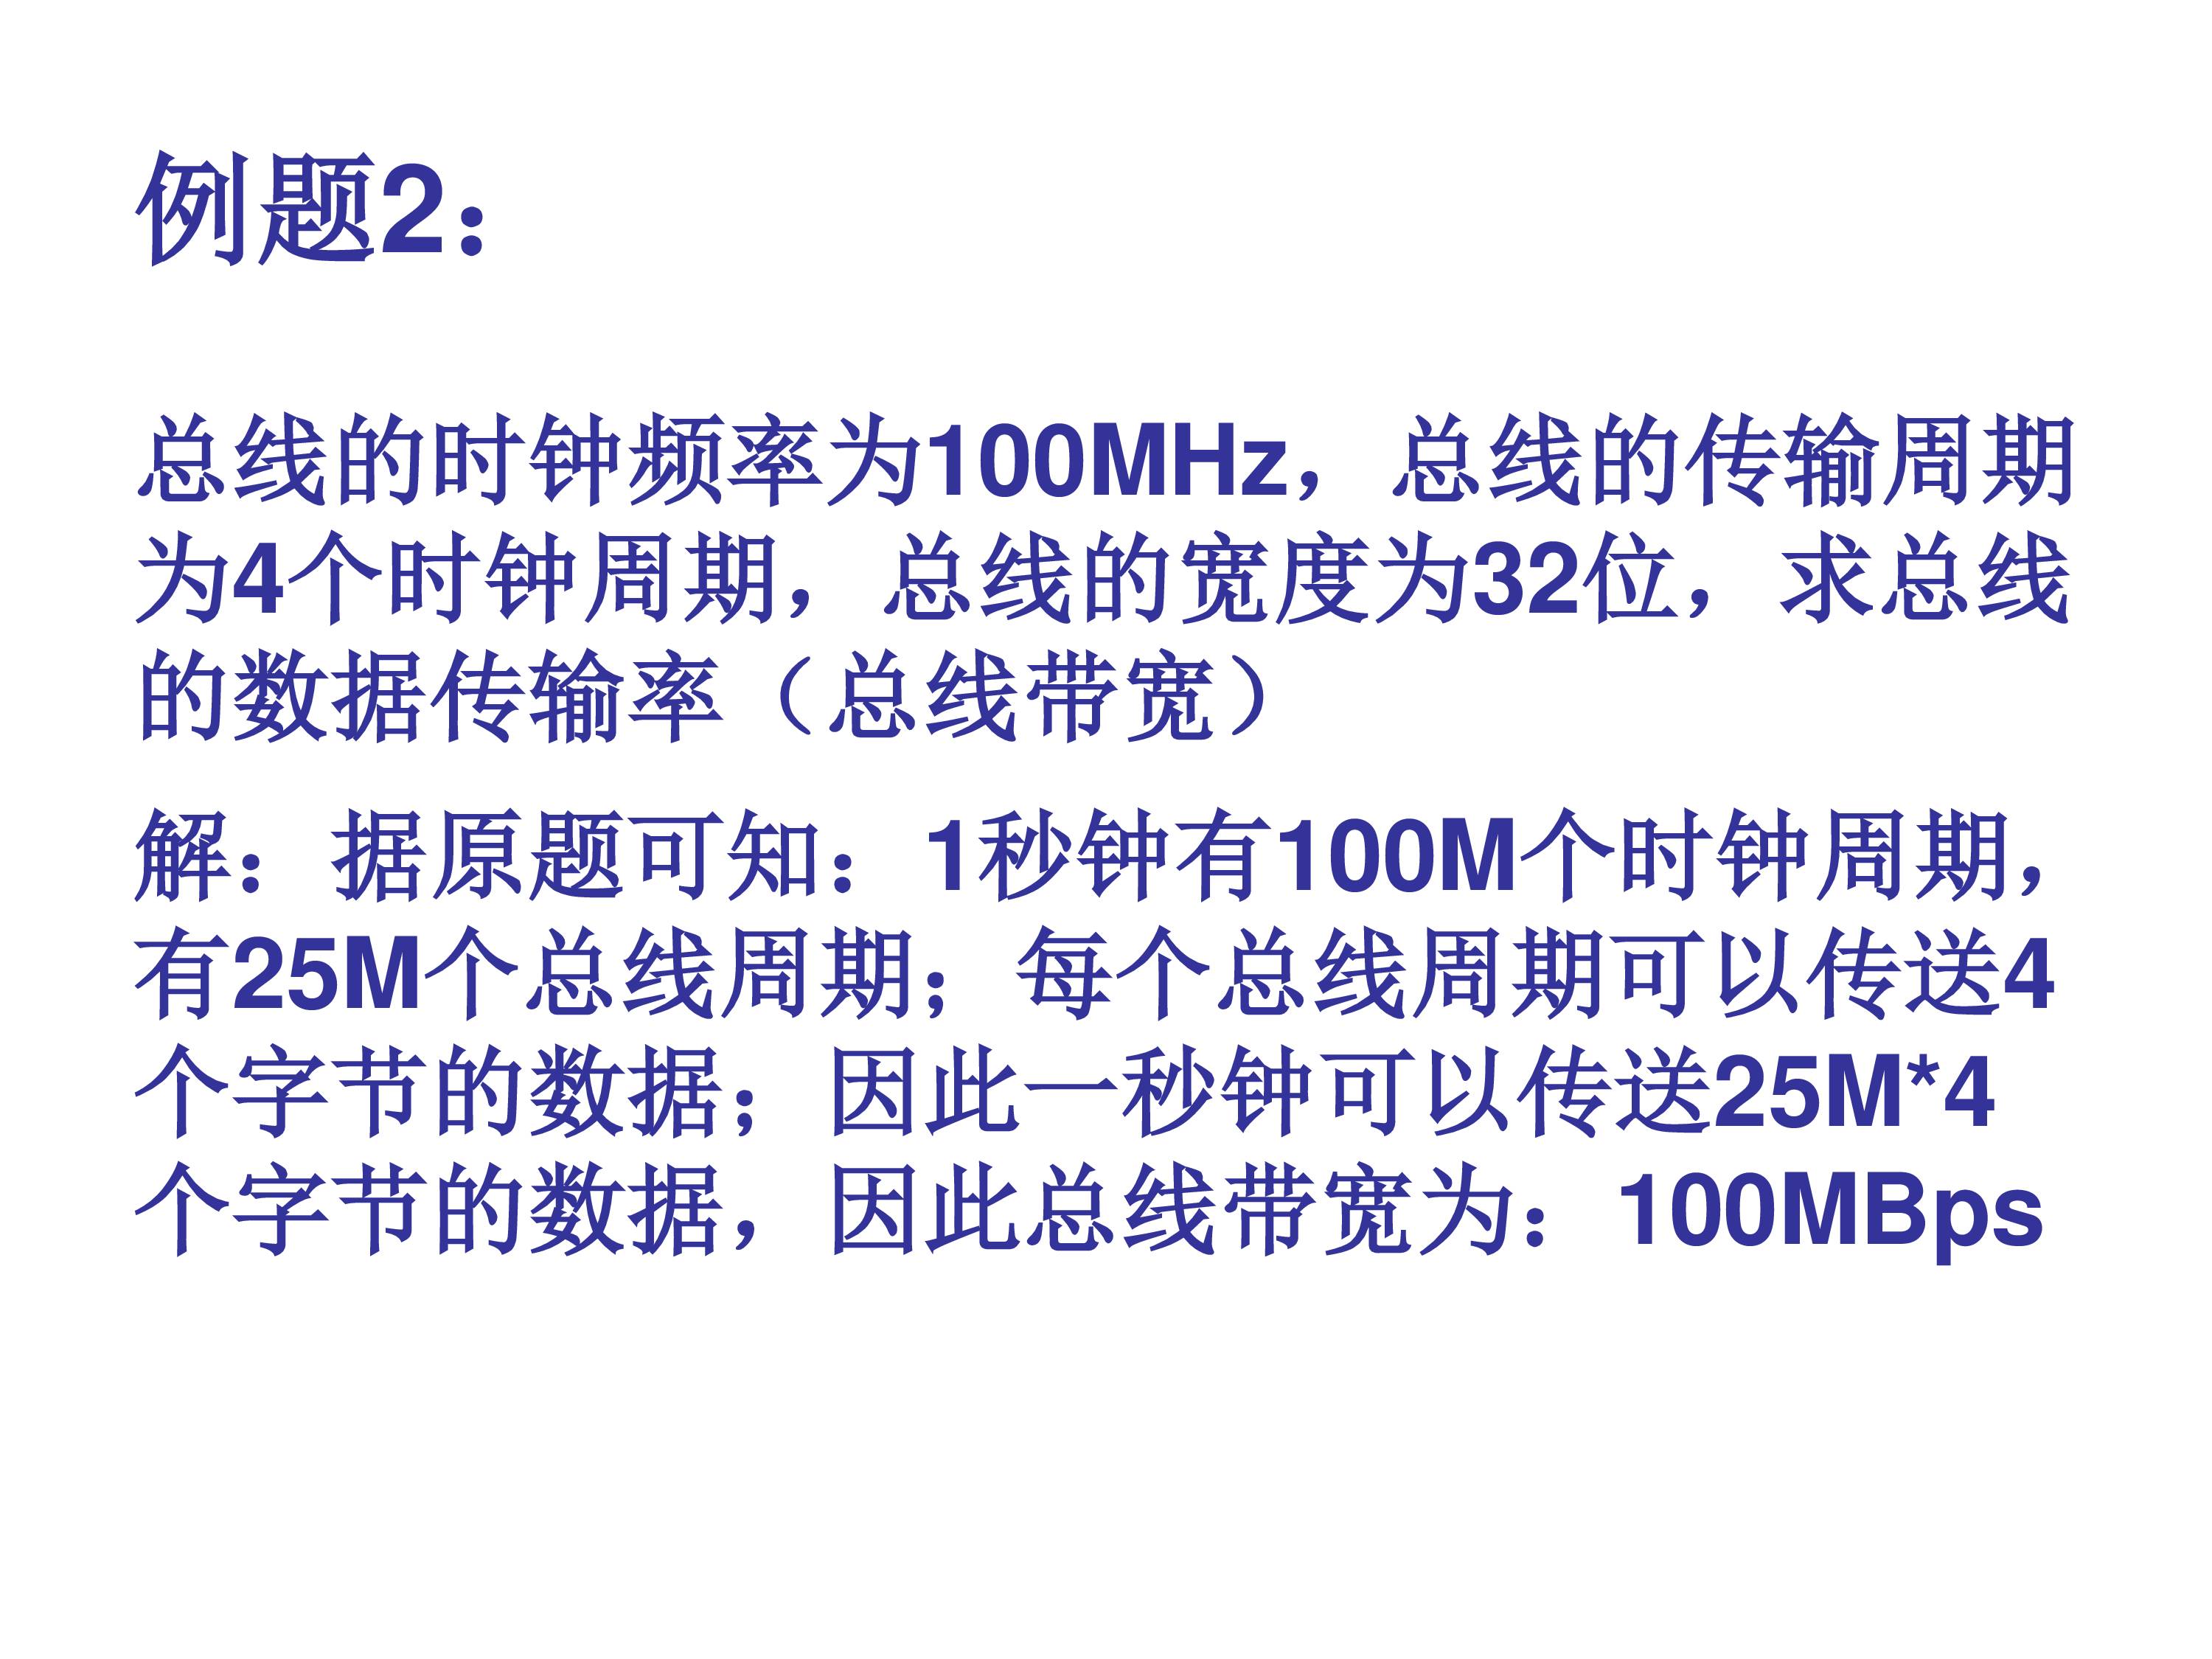 例题2：
总线的时钟频率为100MHz，总线的传输周期
为4个时钟周期，总线的宽度为32位， 求总线
的数据传输率（总线带宽）
解：据原题可知：1秒钟有100M个时钟周期，
有25M个总线周期；每个总线周期可以传送4
个字节的数据；因此一秒钟可以传送25M*4
个字节的数据，因此总线带宽为：100MBps